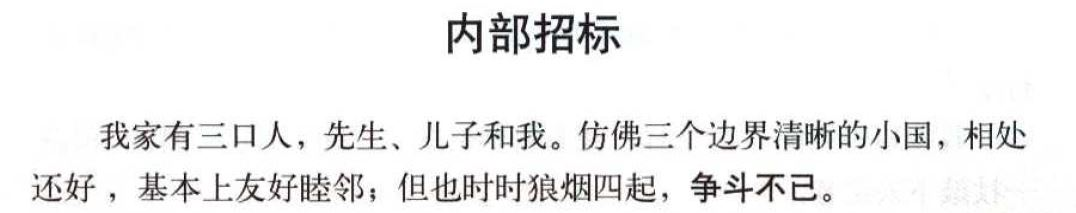 内部招标
我家有三口人，先生、儿子和我。仿佛三个边界清晰的小国，相处
还好，基本上友好睦邻；但也时时狼烟四起，争斗不已。